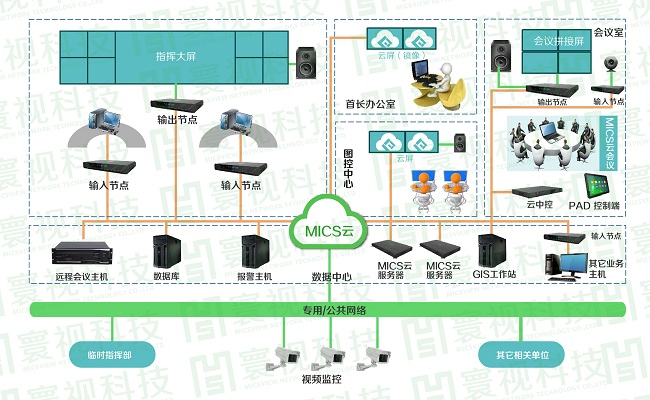 指挥大屏
输出节点
输入节点
输入节点
云屏（镜像）
首长办公室
图控中心
云屏
会议室
会议拼接屏
输出节点
输入节点
MICS云会议
云中控
PAD 控制端
MICS云
远程会议主机
数据库
报警主机
数据中心
MICS云
服务器
MICS云
服务器
GIS工作站
输入节点
其它业务
主机
专用/公共网络
临时指挥部
视频监控
其它相关单位
寰视科技